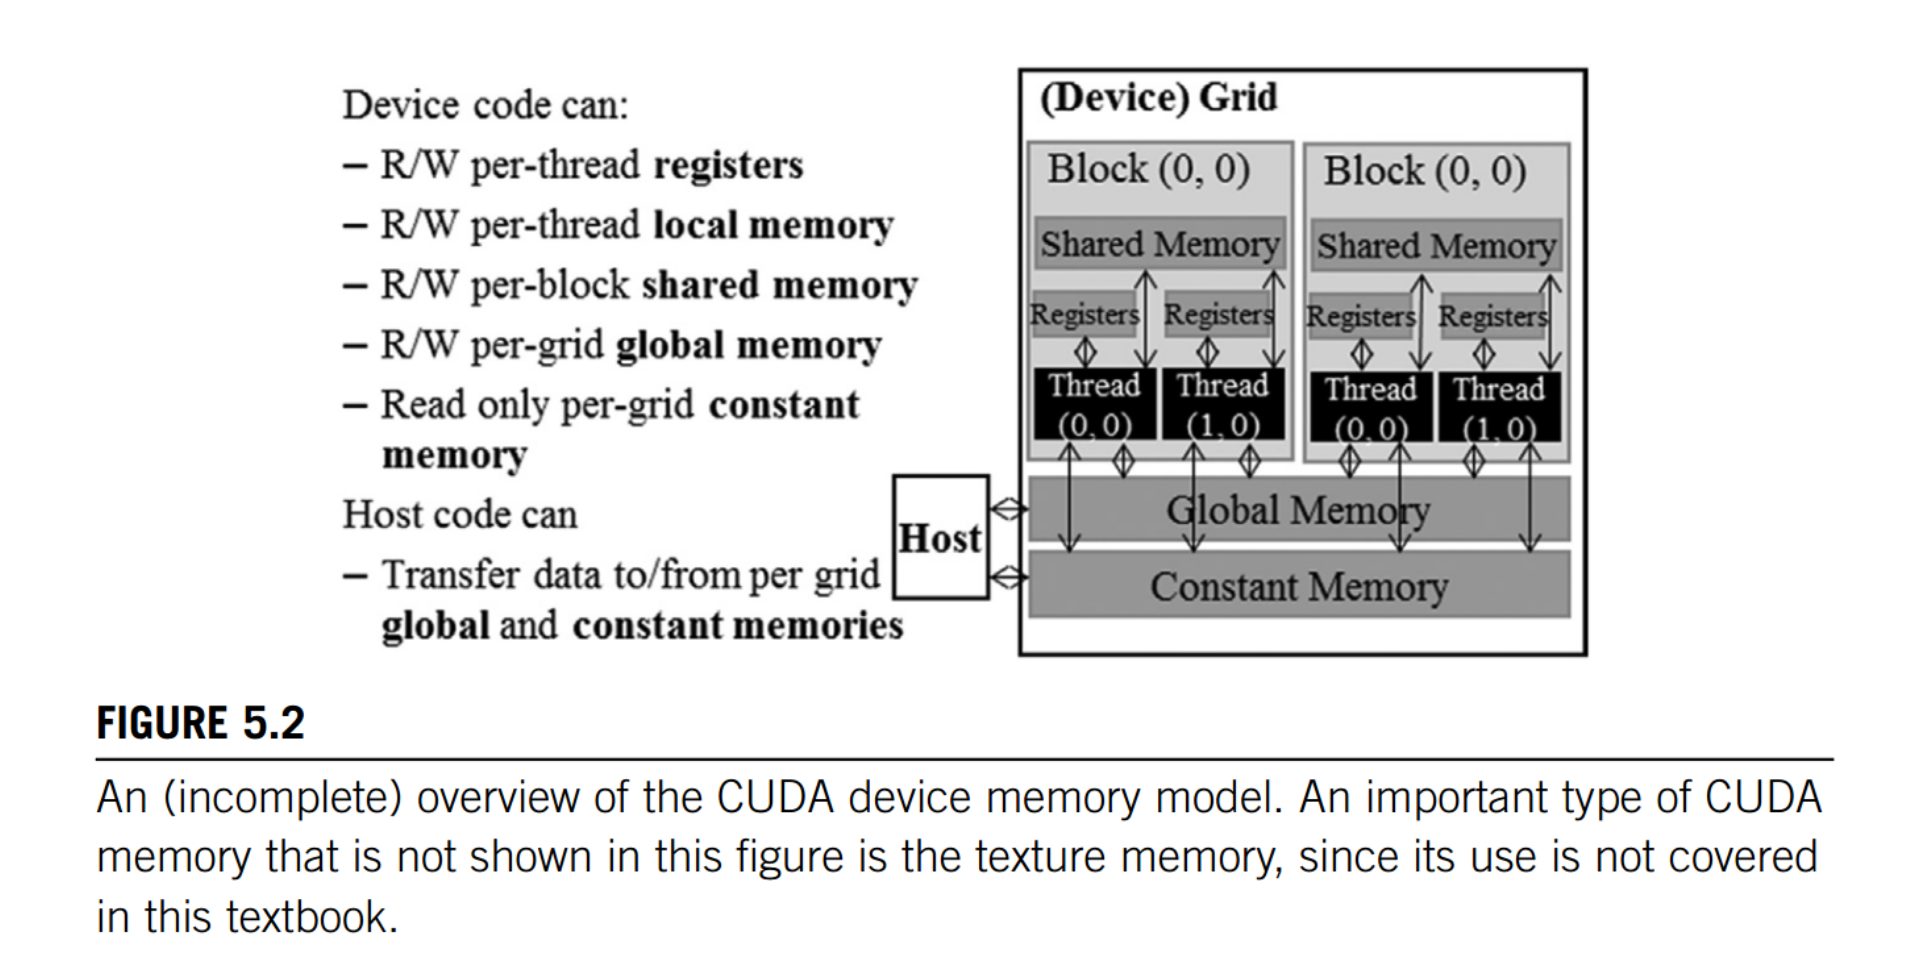 Device code can:
– R/W per-thread registers
– R/W per-thread local memory
– R/W per-block shared memory
– R/W per-grid global memory
– Read only per-grid constant
memory
Host code can
– Transfer data to/from per grid
global and constant memories
Host
(Device) Grid
Block (0, 0)
Shared Memory
Registers
Registers
Thread
(0, 0)
Thread
(1, 0)
Block (0, 0)
Shared Memory
Registers
Registers
Thread
(0, 0)
Thread
(1, 0)
Global Memory
Constant Memory
FIGURE 5.2
An (incomplete) overview of the CUDA device memory model. An important type of CUDA
memory that is not shown in this figure is the texture memory, since its use is not covered
in this textbook.